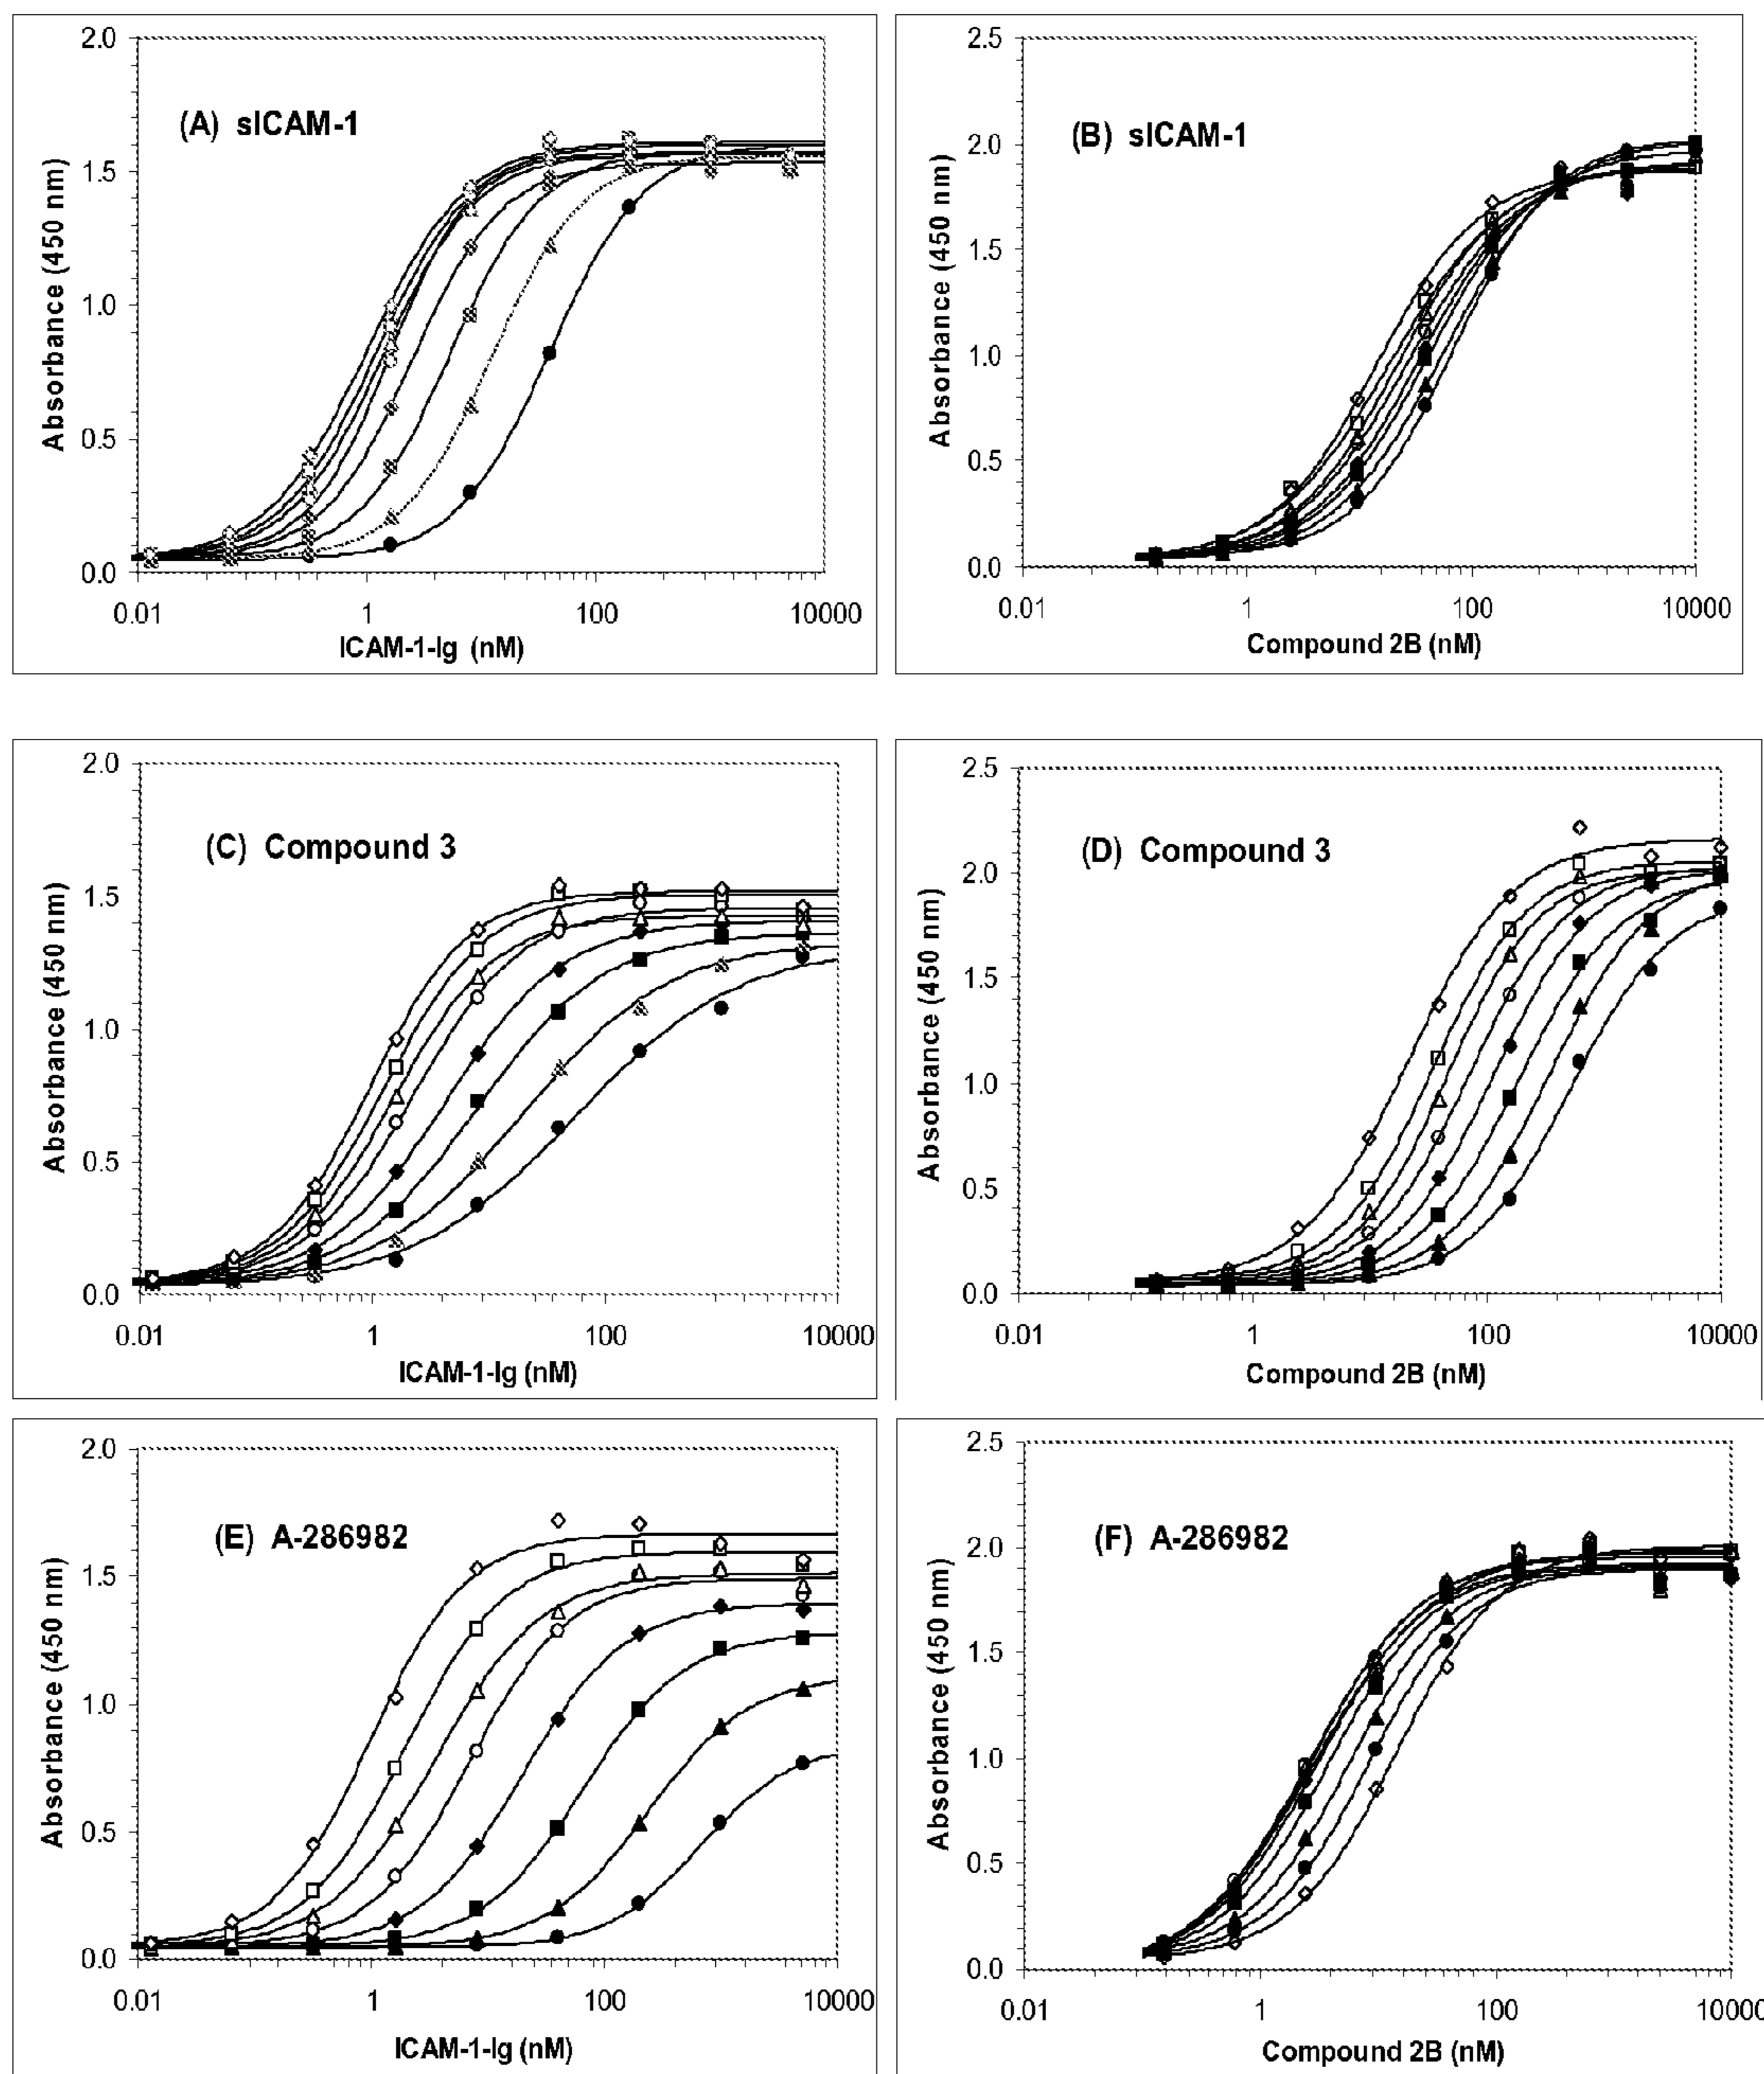 (A) sICAM-1
Absorbance (450 nm)
2.0
1.5
1.0
0.5
0.0
0.01 1 100 10000
ICAM-1-Ig (nM)
(B) sICAM-1
Absorbance (450 nm)
2.5
2.0
1.5
1.0
0.5
0.0
0.01 1 100 10000
Compound 2B (nM)
(C) Compound 3
Absorbance (450 nm)
2.0
1.5
1.0
0.5
0.0
0.01 1 100 10000
ICAM-1-Ig (nM)
(D) Compound 3
Absorbance (450 nm)
2.5
2.0
1.5
1.0
0.5
0.0
0.01 1 100 10000
Compound 2B (nM)
(E) A-286982
Absorbance (450 nm)
2.0
1.5
1.0
0.5
0.0
0.01 1 100 10000
ICAM-1-Ig (nM)
(F) A-286982
Absorbance (450 nm)
2.5
2.0
1.5
1.0
0.5
0.0
0.01 1 100 10000
Compound 2B (nM)